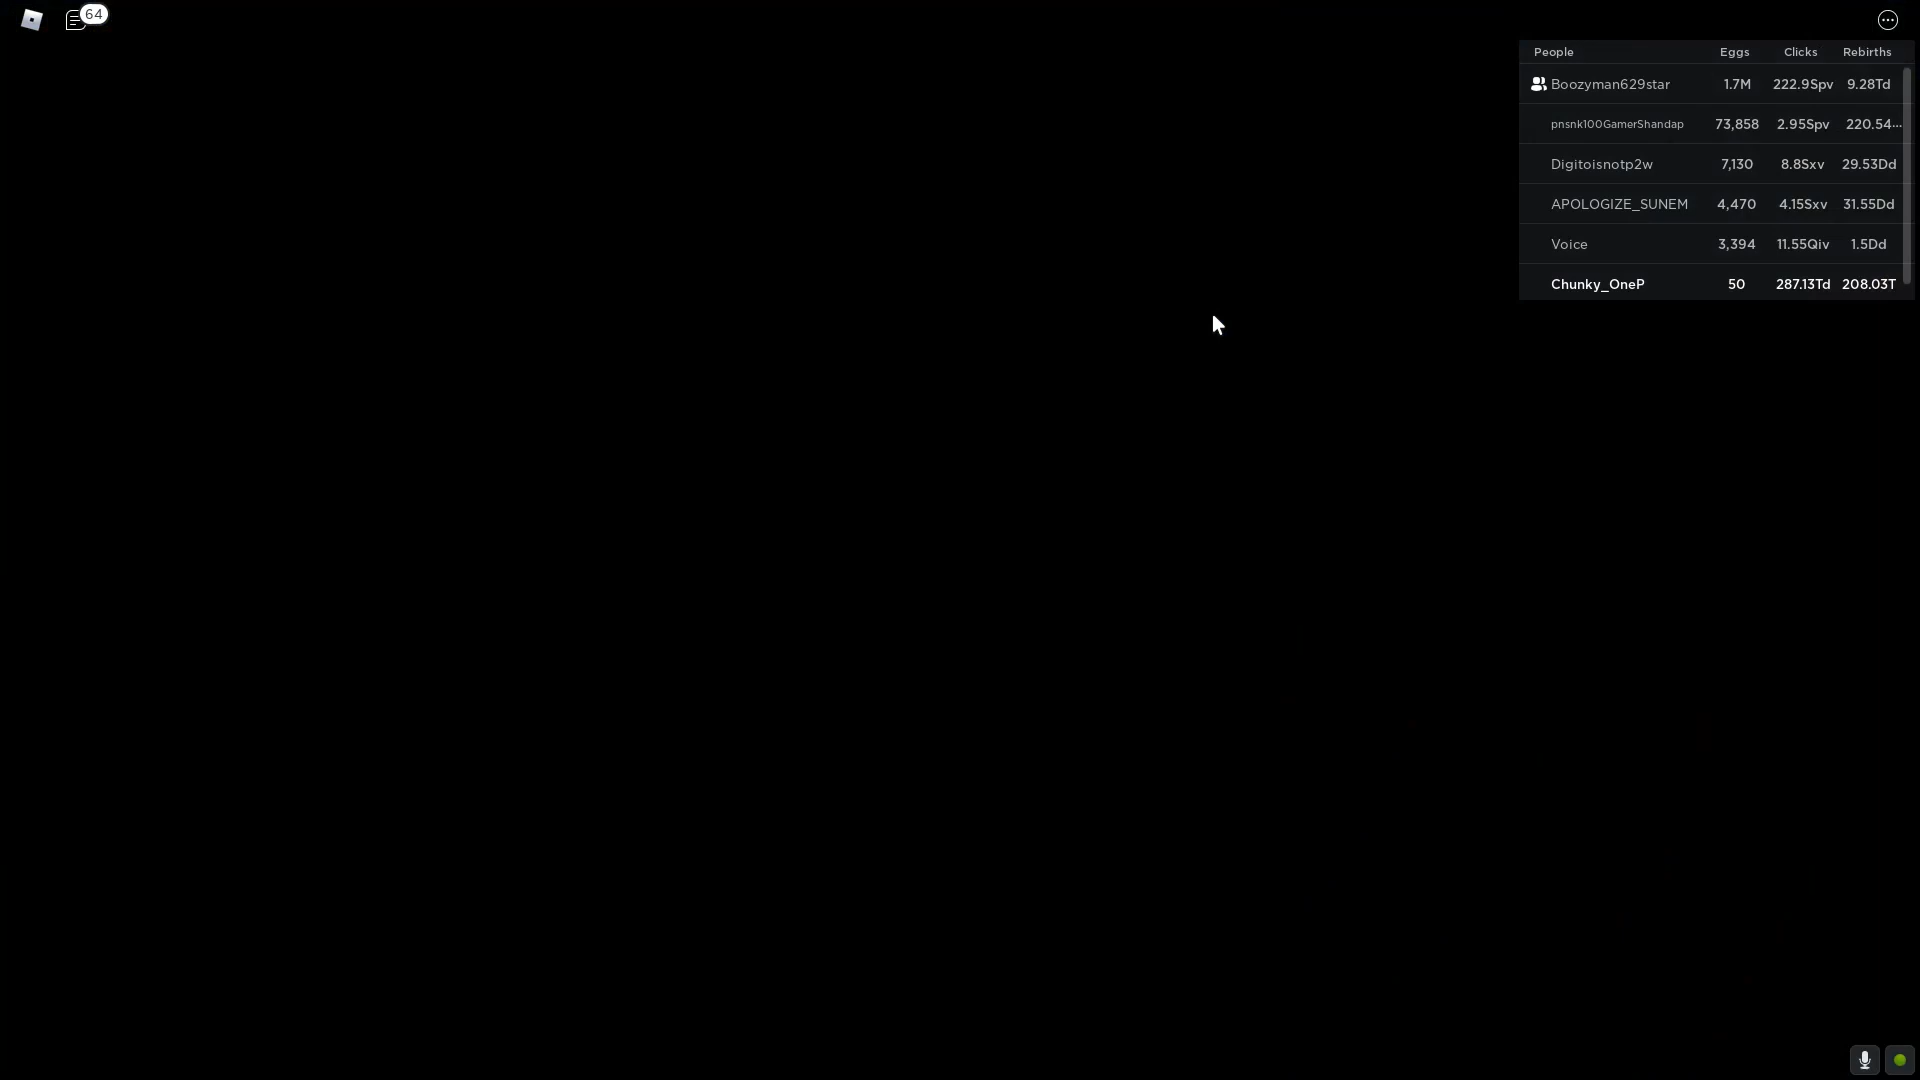 64
People Eggs Clicks Rebirths
Boozyman629star 1.7M 222.9Spv 9.28Td
pnsnk100GamerShandap 73,858 2.95Spv 220.54...
Digitoisnotp2w 7,130 8.8Sxv 29.53Dd
APOLOGIZE_SUNEM 4,470 4.15Sxv 31.55Dd
Voice 3,394 11.55Qiv 1.5Dd
Chunky_OneP 50 287.13Td 208.03T